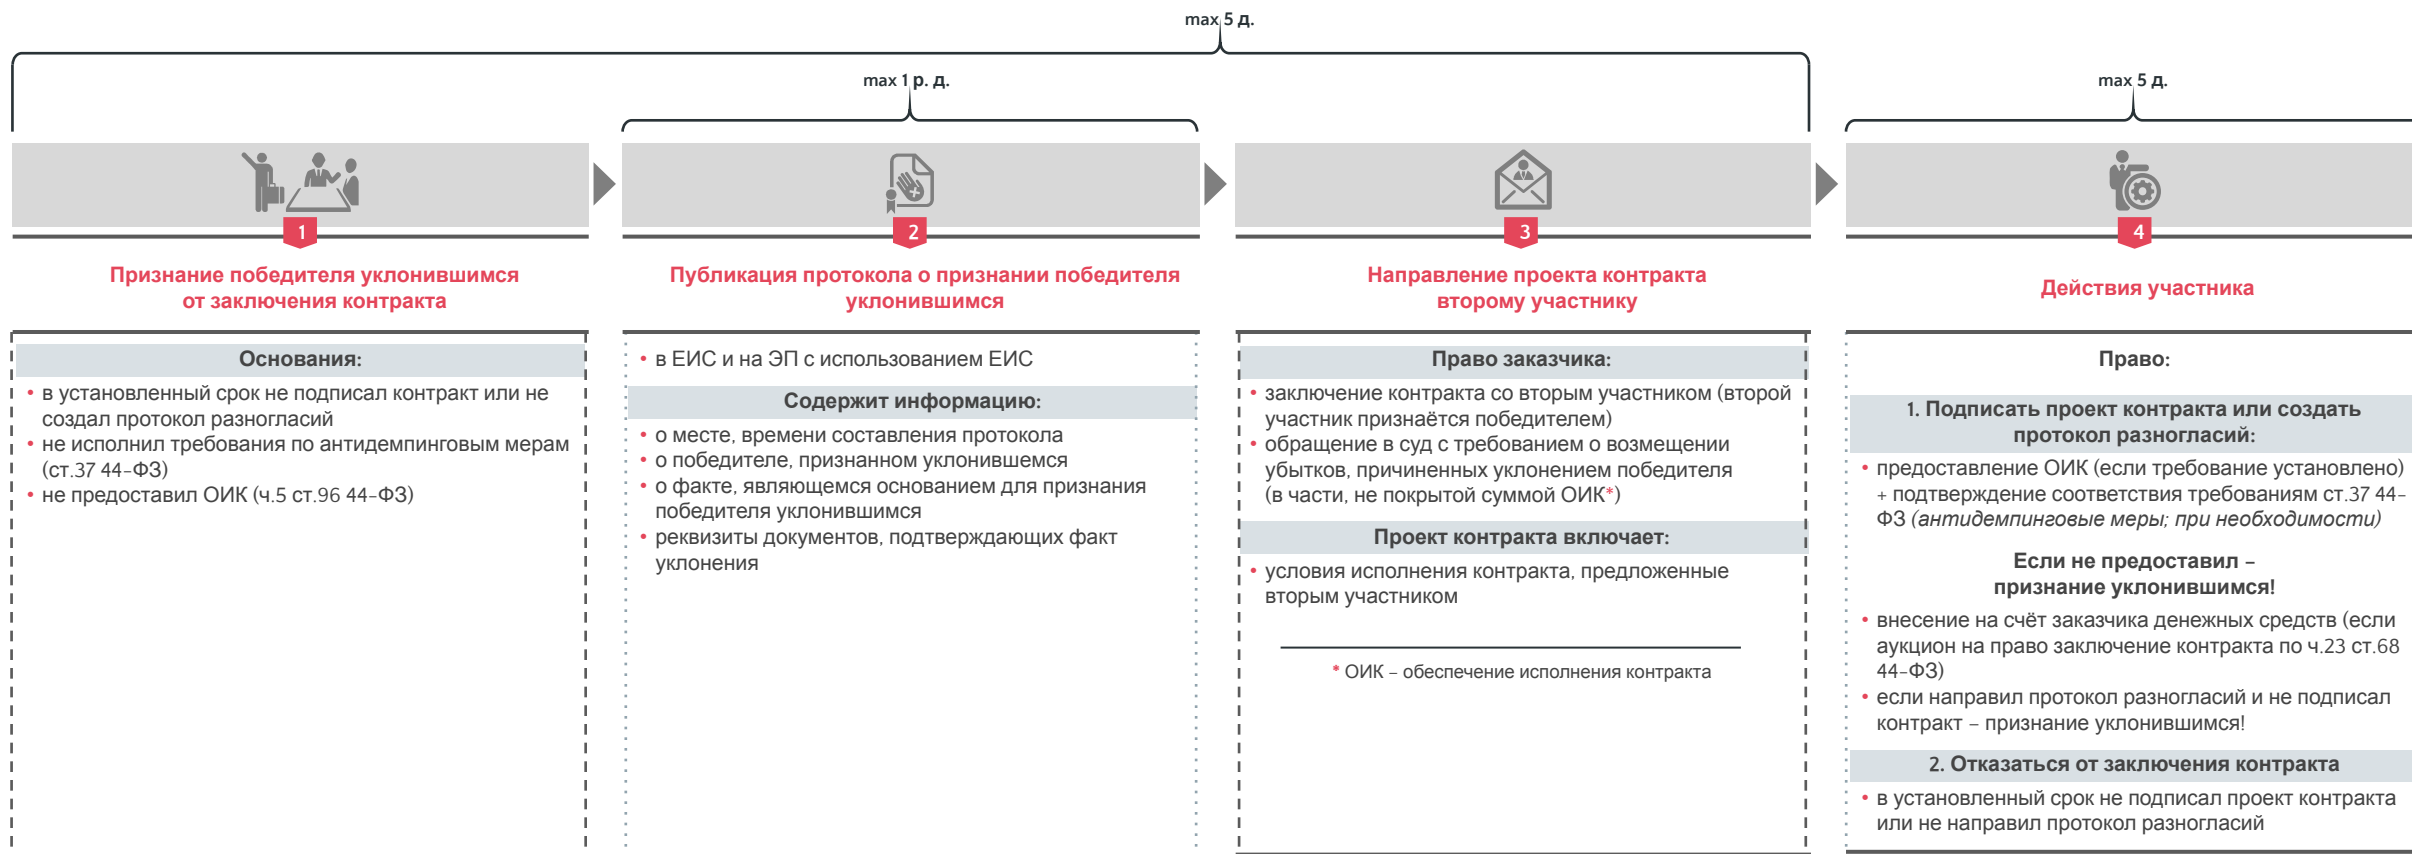 max 5 д.
max 1 р. д.
max 5 д.
1
Признание победителя уклонившимся
от заключения контракта
Основания:
• в установленный срок не подписал контракт или не
создал протокол разногласий
• не исполнил требования по антидемпинговым мерам
(ст.37 44-ФЗ)
• не предоставил ОИК (ч.5 ст.96 44-ФЗ)
2
Публикация протокола о признании победителя
уклонившимся
• в ЕИС и на ЭП с использованием ЕИС
Содержит информацию:
• о месте, времени составления протокола
• о победителе, признанном уклонившемся
• о факте, являющемся основанием для признания
победителя уклонившимся
• реквизиты документов, подтверждающих факт
уклонения
3
Направление проекта контракта
второму участнику
Право заказчика:
• заключение контракта со вторым участником (второй
участник признаётся победителем)
• обращение в суд с требованием о возмещении
убытков, причиненных уклонением победителя
(в части, не покрытой суммой ОИК*)
Проект контракта включает:
• условия исполнения контракта, предложенные
вторым участником
* ОИК – обеспечение исполнения контракта
4
Действия участника
Право:
1. Подписать проект контракта или создать
протокол разногласий:
• предоставление ОИК (если требование установлено)
+ подтверждение соответствия требованиям ст.37 44-
ФЗ (антидемпинговые меры; при необходимости)
Если не предоставил –
признание уклонившимся!
• внесение на счёт заказчика денежных средств (если
аукцион на право заключение контракта по ч.23 ст.68
44-ФЗ)
• если направил протокол разногласий и не подписал
контракт – признание уклонившимся!
2. Отказаться от заключения контракта
• в установленный срок не подписал проект контракта
или не направил протокол разногласий